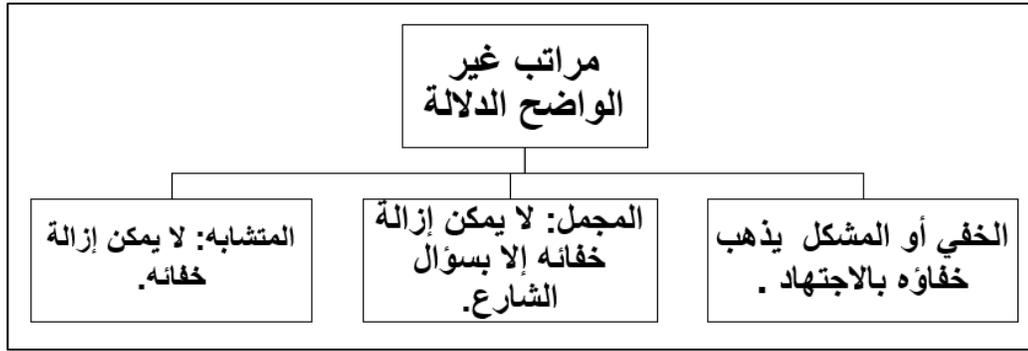 مراتب غير
الواضح الدلالة
الخفي أو المشكل يذهب
خفاؤه بالاجتهاد .
المجمل: لا يمكن إزالة
خفائه إلا بسؤال
الشارع.
المتشابه: لا يمكن إزالة
خفائه.